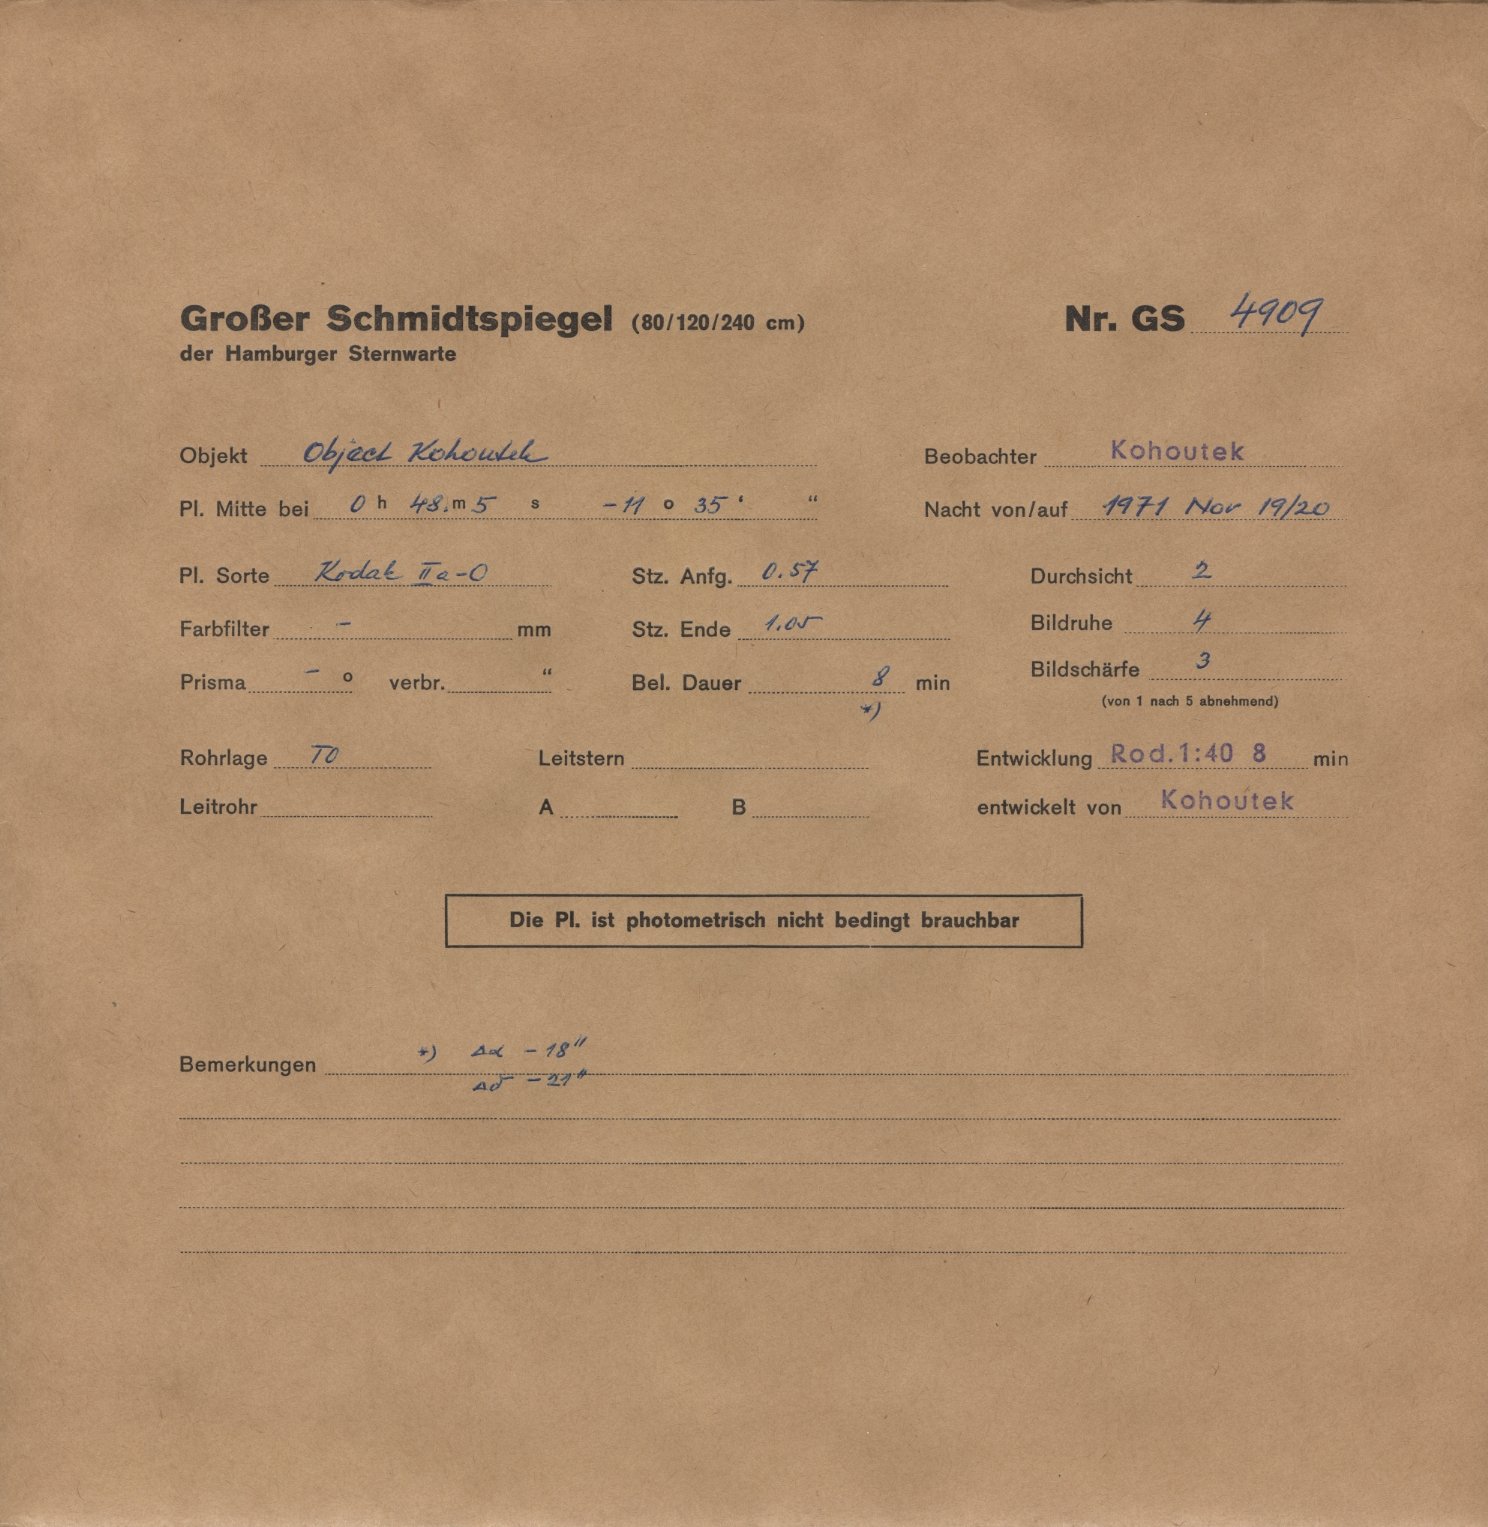 Großer Schmidtspiegel (80/120/240 cm) Nr. GS 4909
der Hamburger Sternwarte
Objekt Object Kohoutek Beobachter Kohoutek
Pl. Mitte bei 0 h 48. m 5 s -11 o 35 ' " Nacht von/auf 1971 Nov 19/20
Pl. Sorte Kodak IIa-O Stz. Anfg. 0.57 Durchsicht 2
Farbfilter - mm Stz. Ende 1.05 Bildruhe 4
Prisma - o verbr. " Bel. Dauer 8 min Bildschärfe 3
*) (von 1 nach 5 abnehmend)
Rohrlage TO Leitstern Entwicklung Rod. 1:40 8 min
Leitrohr A B entwickelt von Kohoutek
Die Pl. ist photometrisch nicht bedingt brauchbar
Bemerkungen *) Δα - 18"
Δδ - 21"